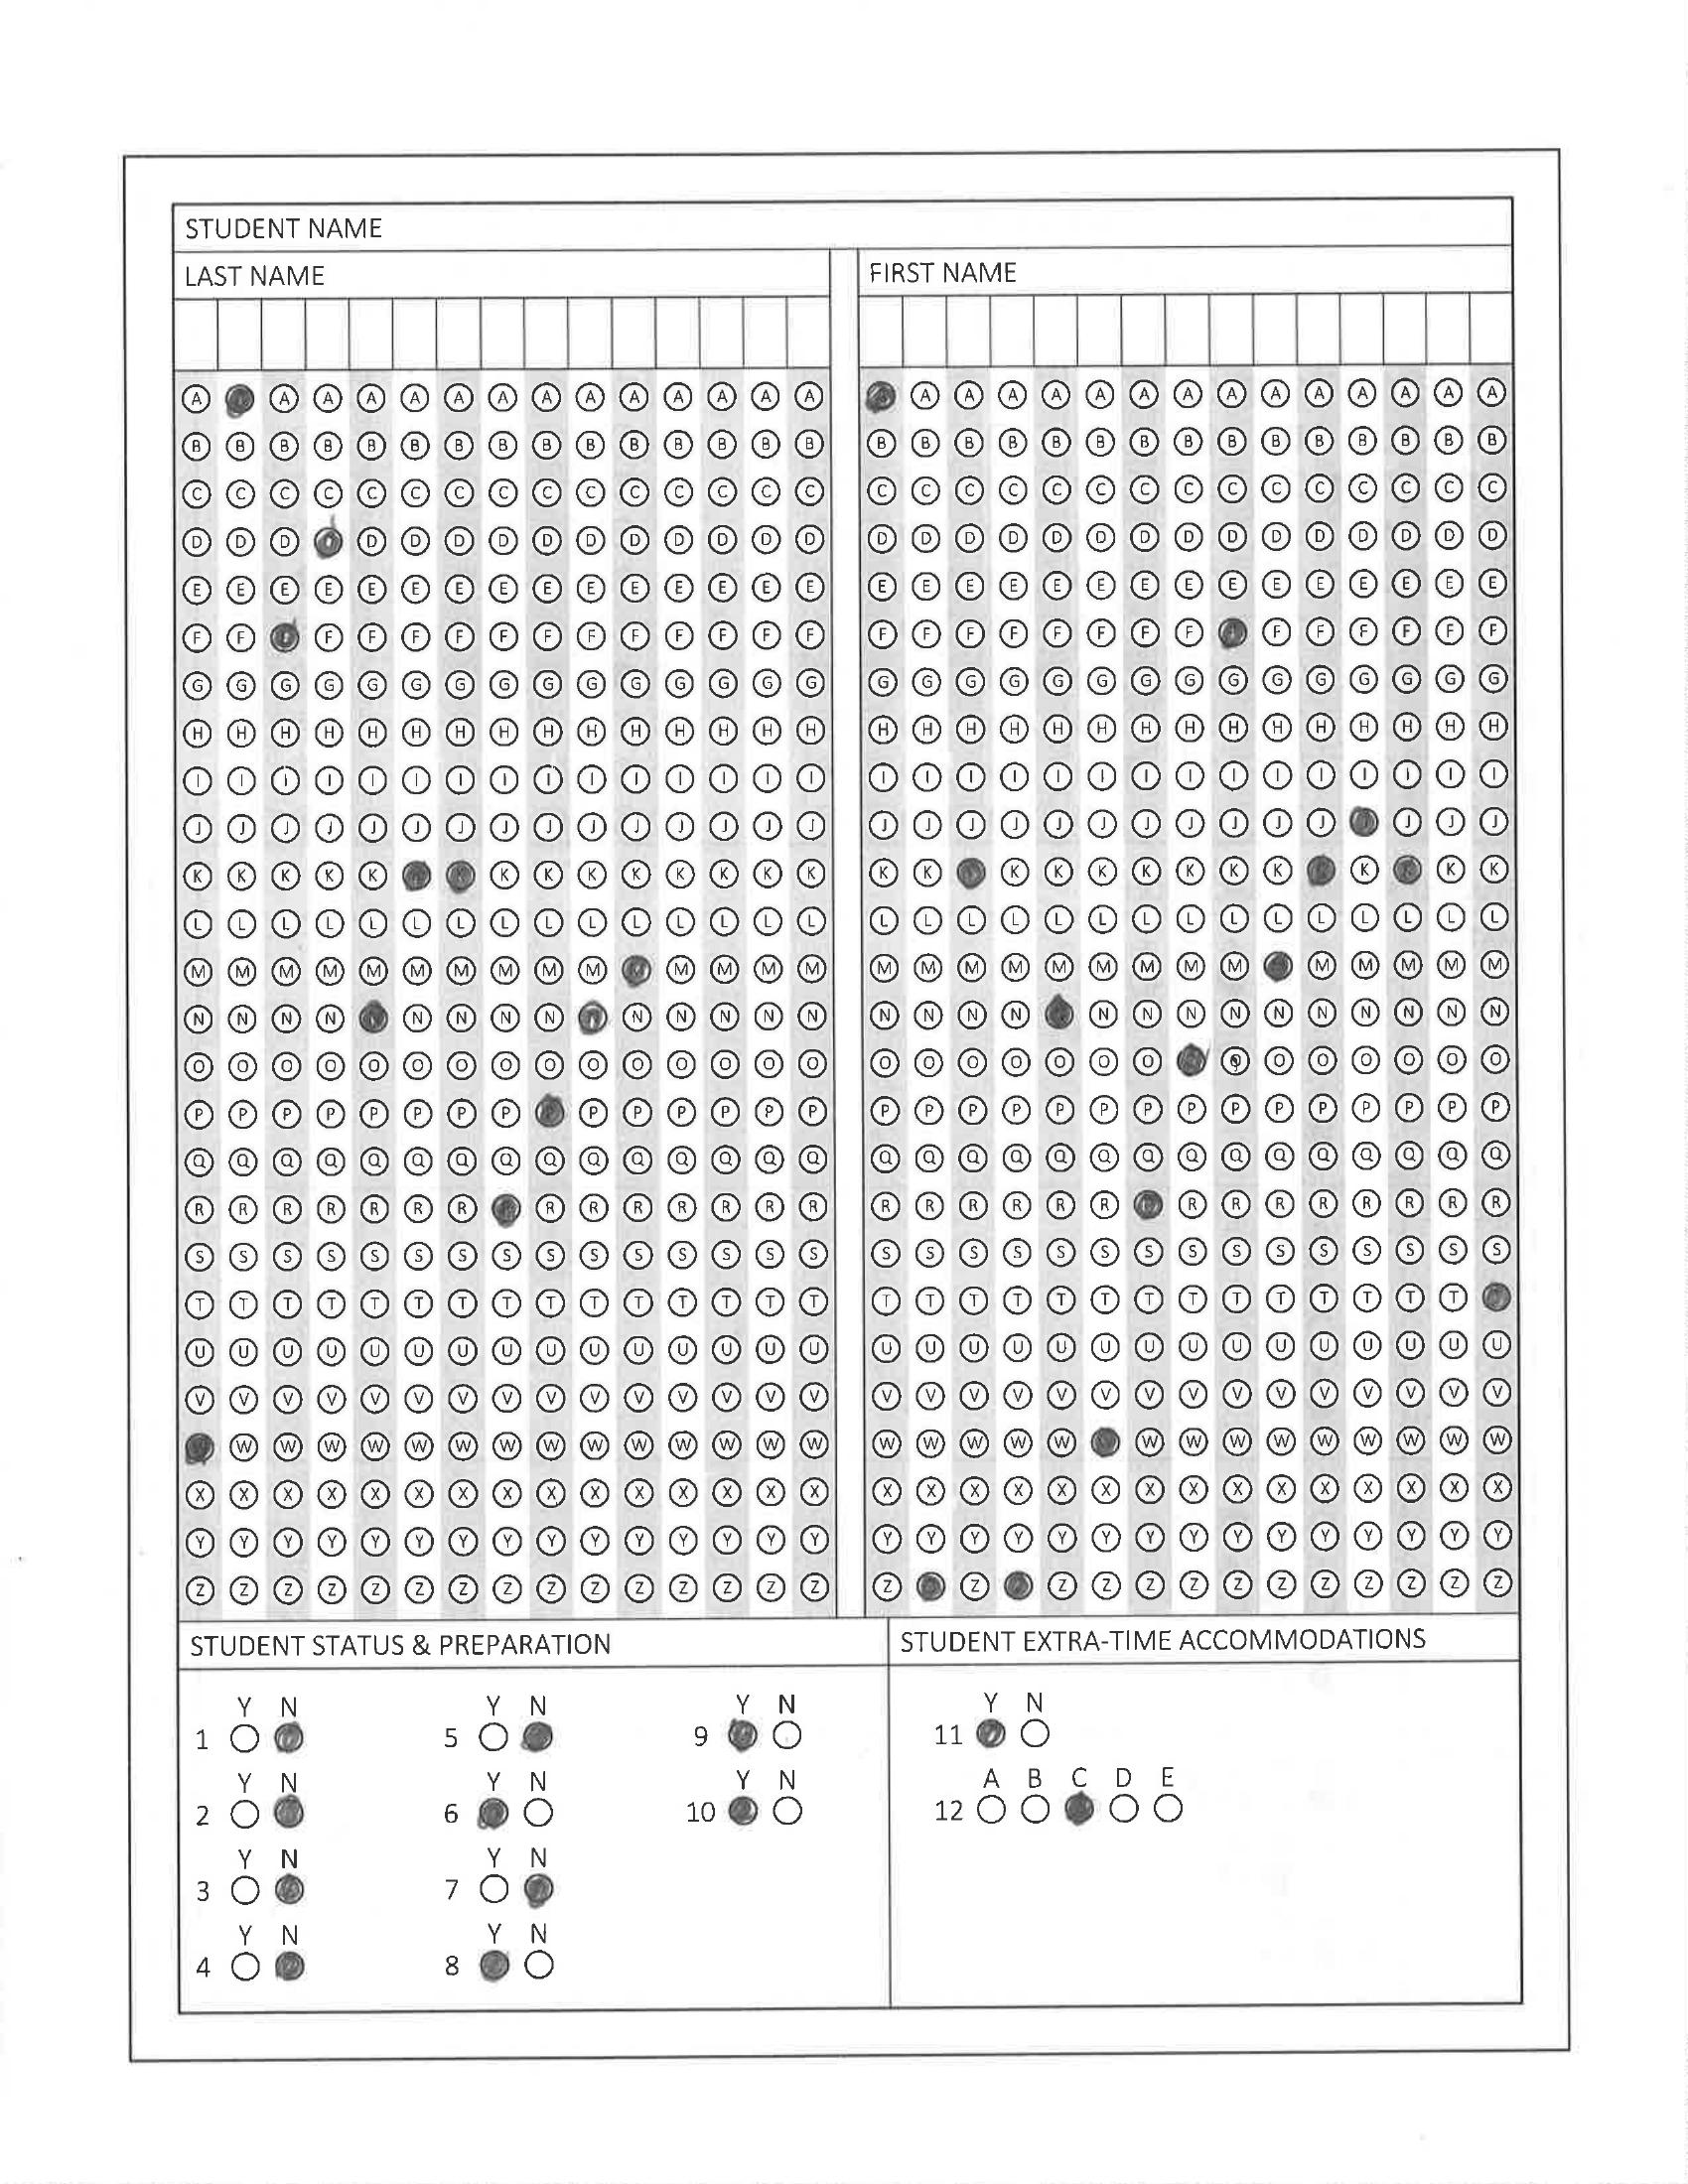 STUDENT NAME
LAST NAME FIRST NAME
A A A A A A A A A A A A A A A A A A A A A A A A A A A A
B B B B B B B B B B B B B B B B B B B B B B B B B B B B B B
C C C C C C C C C C C C C C C C C C C C C C C C C C C C C C
D D D D D D D D D D D D D D D D D D D D D D D D D D D D D
E E E E E E E E E E E E E E E E E E E E E E E E E E E E E E
F F F F F F F F F F F F F F F F F F F F F F F F F F F F
G G G G G G G G G G G G G G G G G G G G G G G G G G G G G G
H H H H H H H H H H H H H H H H H H H H H H H H H H H H H H
I I I I I I I I I I I I I I I I I I I I I I I I I I I I I I
J J J J J J J J J J J J J J J J J J J J J J J J J J J J J
K K K K K K K K K K K K K K K K K K K K K K K K K
L L L L L L L L L L L L L L L L L L L L L L L L L L L L L L
M M M M M M M M M M M M M M M M M M M M M M M M M M M M
N N N N N N N N N N N N N N N N N N N N N N N N N N N
O O O O O O O O O O O O O O O O O O O O O O O O O O O O O
P P P P P P P P P P P P P P P P P P P P P P P P P P P P P
Q Q Q Q Q Q Q Q Q Q Q Q Q Q Q Q Q Q Q Q Q Q Q Q Q Q Q Q Q Q
R R R R R R R R R R R R R R R R R R R R R R R R R R R R
S S S S S S S S S S S S S S S S S S S S S S S S S S S S S S
T T T T T T T T T T T T T T T T T T T T T T T T T T T T T
U U U U U U U U U U U U U U U U U U U U U U U U U U U U U U
V V V V V V V V V V V V V V V V V V V V V V V V V V V V V V
W W W W W W W W W W W W W W W W W W W W W W W W W W W W
X X X X X X X X X X X X X X X X X X X X X X X X X X X X X X
Y Y Y Y Y Y Y Y Y Y Y Y Y Y Y Y Y Y Y Y Y Y Y Y Y Y Y Y Y Y
Z Z Z Z Z Z Z Z Z Z Z Z Z Z Z Z Z Z Z Z Z Z Z Z Z Z Z Z
STUDENT STATUS & PREPARATION
Y N Y N Y N
1 5 9
Y N Y N Y N
2 6 10
Y N Y N
3 7
Y N Y N
4 8
STUDENT EXTRA-TIME ACCOMMODATIONS
Y N
11
A B C D E
12